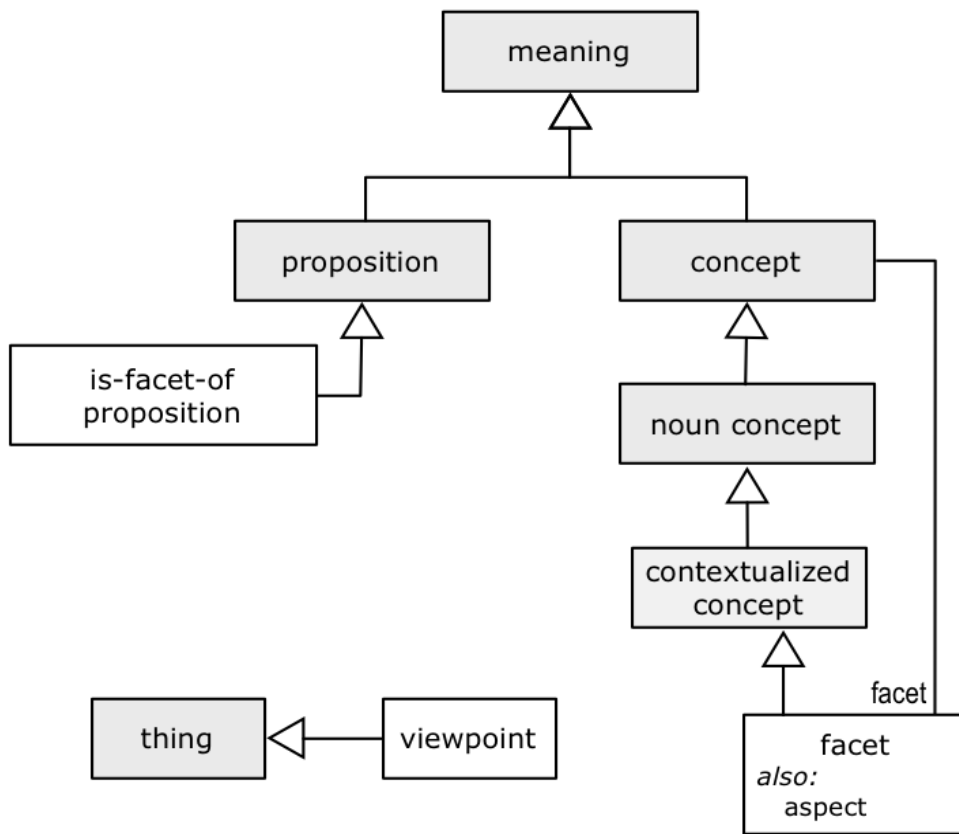 meaning
proposition
concept
is-facet-of
proposition
noun concept
contextualized
concept
facet
thing
viewpoint
facet
also:
aspect